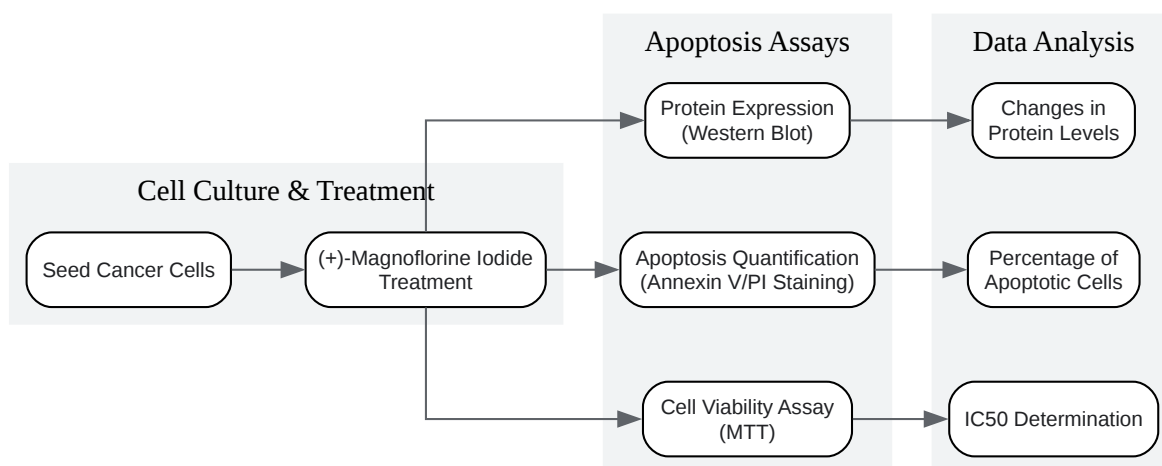 Apoptosis Assays
Data Analysis
Protein Expression
(Western Blot)
Changes in
Protein Levels
Cell Culture & Treatment
Seed Cancer Cells
(+)-Magnoflorine Iodide
Treatment
Apoptosis Quantification
(Annexin V/PI Staining)
Percentage of
Apoptotic Cells
Cell Viability Assay
(MTT)
IC50 Determination